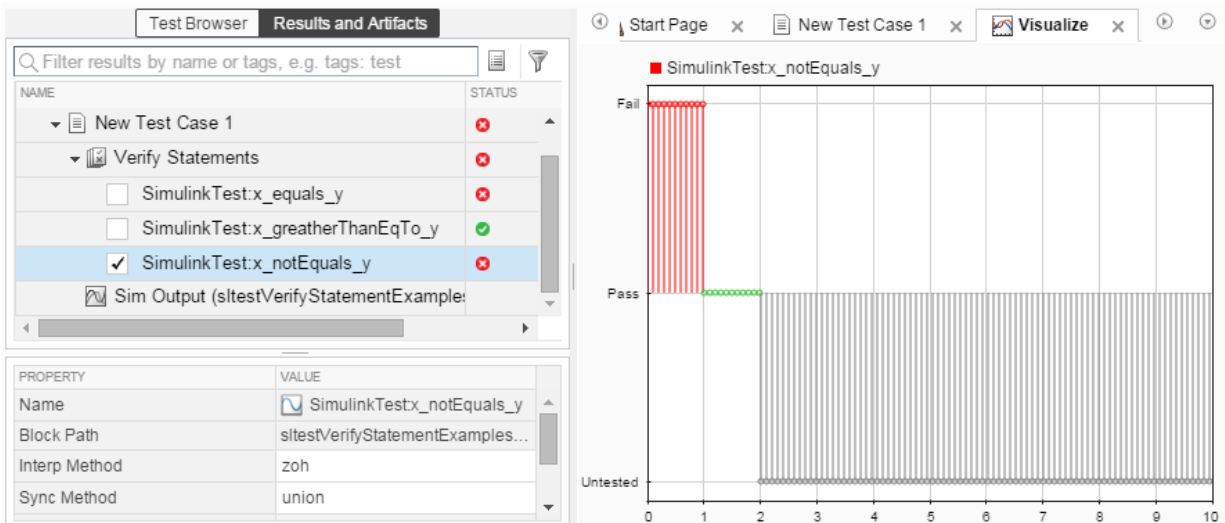 Test Browser Results and Artifacts
Filter results by name or tags, e.g. tags: test
NAME STATUS
New Test Case 1
Verify Statements
SimulinkTest:x_equals_y
SimulinkTest:x_greatherThanEqTo_y
SimulinkTest:x_notEquals_y
Sim Output (sltestVerifyStatementExample:
PROPERTY VALUE
Name SimulinkTest:x_notEquals_y
Block Path sltestVerifyStatementExamples...
Interp Method zoh
Sync Method union
Start Page New Test Case 1 Visualize
SimulinkTest:x_notEquals_y
Fail
Pass
Untested
0 1 2 3 4 5 6 7 8 9 10